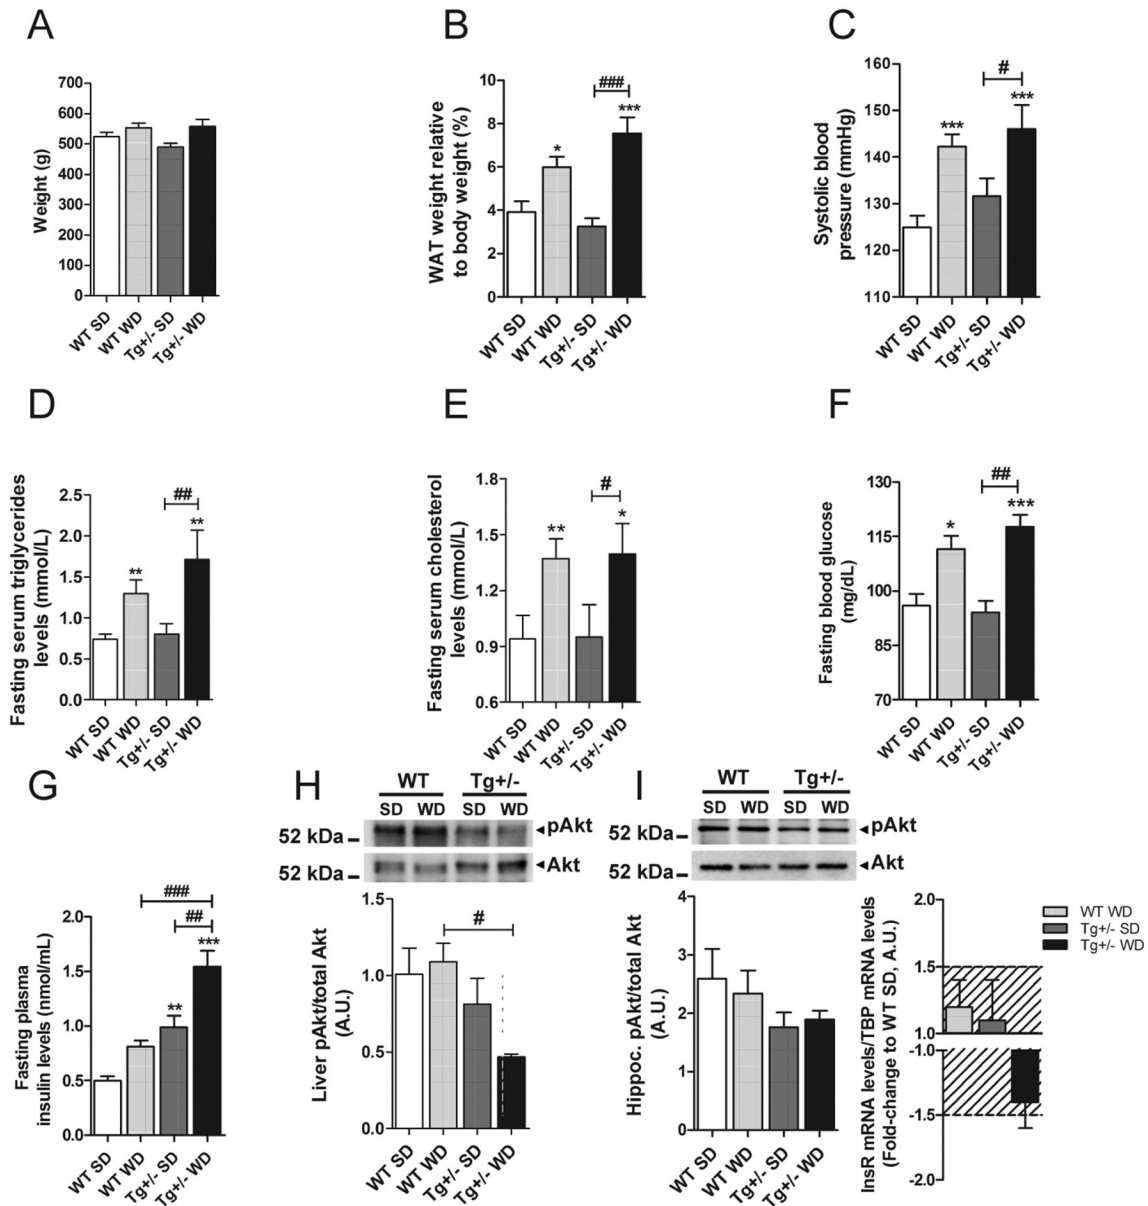 A
Weight (g)
700
600
500
400
300
200
100
0
WT SD
WT WD
Tg+/- SD
Tg+/- WD
B
WAT weight relative
to body weight (%)
10
8
6
4
2
0
*
###
***
WT SD
WT WD
Tg+/- SD
Tg+/- WD
C
Systolic blood
pressure (mmHg)
160
150
140
130
120
110
***
#
***
WT SD
WT WD
Tg+/- SD
Tg+/- WD
D
Fasting serum triglycerides
levels (mmol/L)
2.5
2.0
1.5
1.0
0.5
0.0
**
##
**
WT SD
WT WD
Tg+/- SD
Tg+/- WD
E
Fasting serum cholesterol
levels (mmol/L)
1.8
1.5
1.2
0.9
0.6
**
#
*
WT SD
WT WD
Tg+/- SD
Tg+/- WD
F
Fasting blood glucose
(mg/dL)
130
115
100
85
70
*
##
***
WT SD
WT WD
Tg+/- SD
Tg+/- WD
G
Fasting plasma
insulin levels (nmol/mL)
2.0
1.5
1.0
0.5
0.0
###
##
**
***
WT SD
WT WD
Tg+/- SD
Tg+/- WD
H
WT Tg+/-
SD WD SD WD
52 kDa pAkt
52 kDa Akt
Liver pAkt/total Akt
(A.U.)
1.5
1.0
0.5
0.0
#
WT SD
WT WD
Tg+/- SD
Tg+/- WD
I
WT Tg+/-
SD WD SD WD
52 kDa pAkt
52 kDa Akt
Hippoc. pAkt/total Akt
(A.U.)
4
3
2
1
0
WT SD
WT WD
Tg+/- SD
Tg+/- WD
InsR mRNA levels/TBP mRNA levels
(Fold-change to WT SD, A.U.)
2.0
1.5
1.0
-1.0
-1.5
-2.0
WT WD
Tg+/- SD
Tg+/- WD